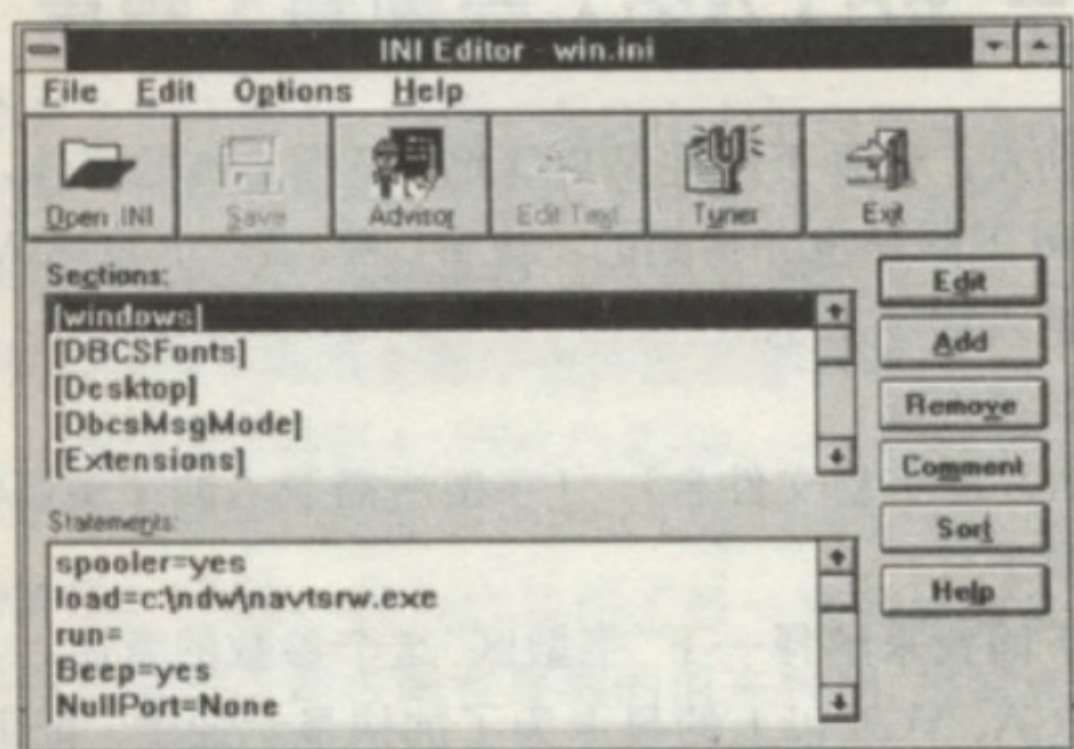 INI Editor - win.ini
File Edit Options Help
Open .INI Save Advisor Edit Text Tuner Exit
Sections:
[windows]
[DBCSFonts]
[Desktop]
[DbcsMsgMode]
[Extensions]
Edit
Add
Remove
Comment
Sort
Help
Statements:
spooler=yes
load=c:\ndw\navtsrw.exe
run=
Beep=yes
NullPort=None